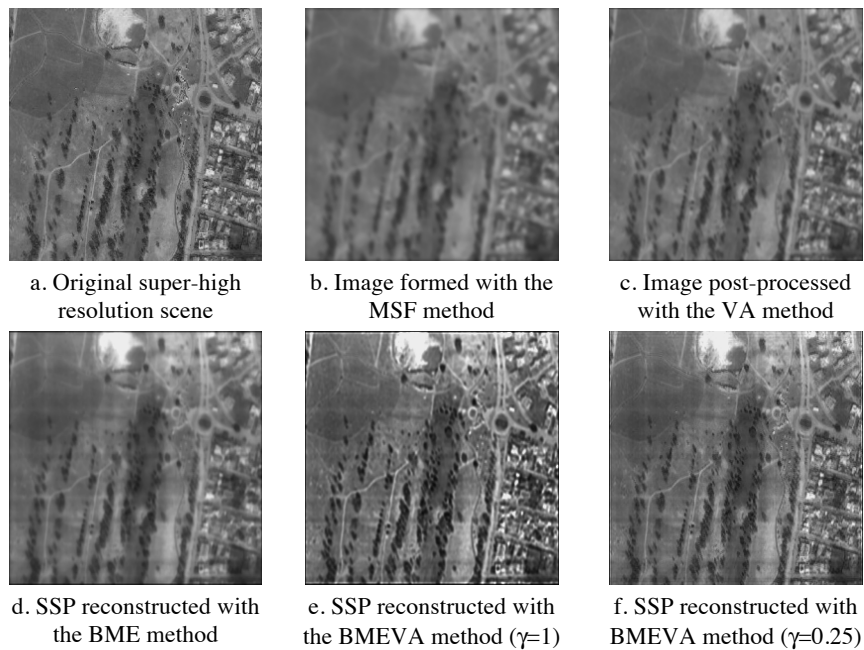 a. Original super-high
resolution scene
b. Image formed with the
MSF method
c. Image post-processed
with the VA method
d. SSP reconstructed with
the BME method
e. SSP reconstructed with
the BMEVA method (γ=1)
f. SSP reconstructed with
BMEVA method (γ=0.25)